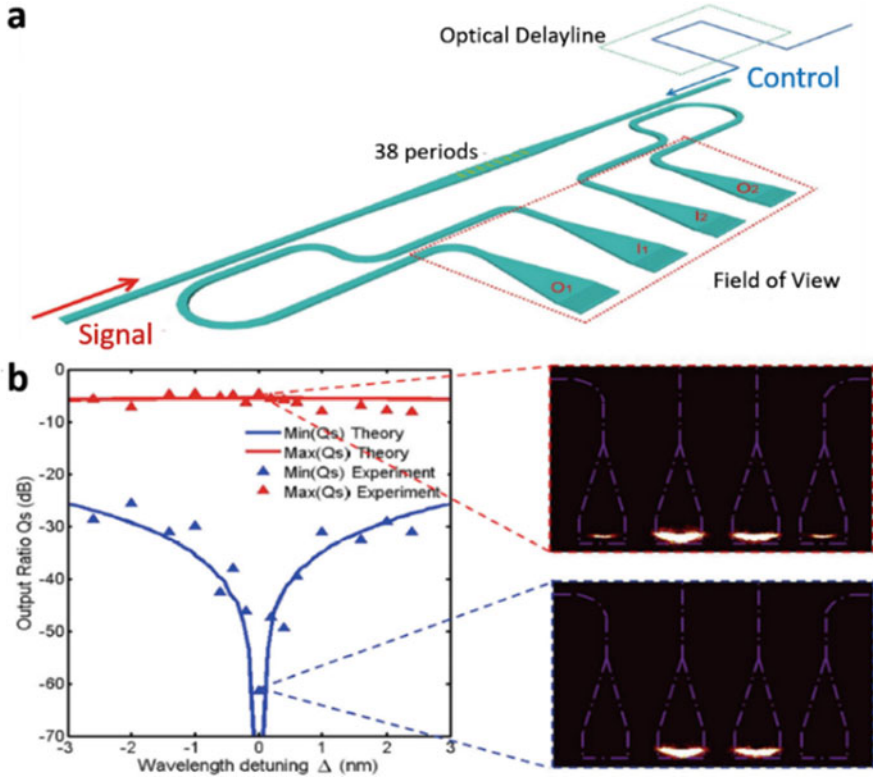 a
Optical Delayline
Control
38 periods
O2
I2
I1
O1
Field of View
Signal
b
0
-10
-20
-30
-40
-50
-60
-70
Output Ratio Qs (dB)
Min(Qs) Theory
Max(Qs) Theory
Min(Qs) Experiment
Max(Qs) Experiment
-3
-2
-1
0
1
2
3
Wavelength detuning Δ (nm)